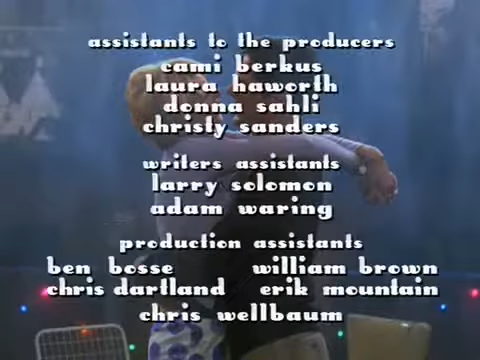 assistants to the producers
cami berkus
laura haworth
donna sahli
christy sanders
writers assistants
larry solomon
adam waring
production assistants
ben bosse william brown
chris dartland erik mountain
chris wellbaum